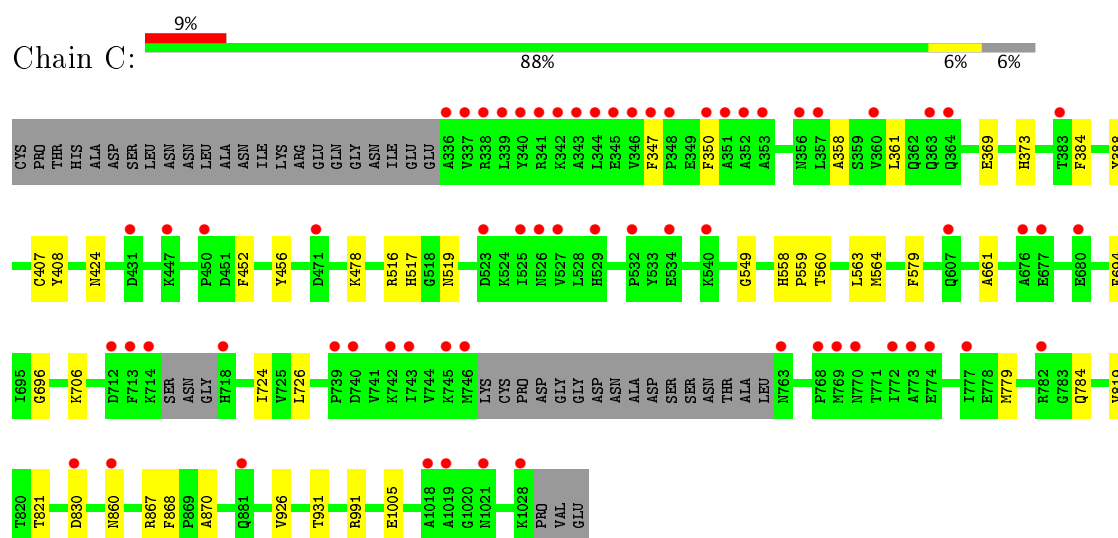 9%
Chain C:
88% 6% 6%
CYS PRO THR HIS ALA ASP SER LEU ASN ASN LEU ALA ASN ILE LYS ARG GLU GLN GLY ASN ILE GLU GLU A336 V337 R338 L339 Y340 R341 K342 A343 L344 E345 V346 F347 P348 E349 F350 A351 A352 A353 N356 L357 A358 S359 V360 L361 Q362 Q363 Q364 E369 H373 T383 F384 Y388
C407 Y408 N424 D431 K447 P450 D451 F452 Y456 D471 K478 R516 H517 G518 N519 D523 K524 I525 N526 V527 L528 H529 P532 Y533 E534 K540 G549 H558 P559 T560 L563 M564 F579 Q607 A661 A676 E677 E680
I695 G696 K706 D712 F713 K714 SER ASN GLY H718 I724 V725 L726 P739 D740 V741 K742 I743 V744 K745 M746 LYS CYS PRO ASP GLY GLY ASP ASN ALA ASP SER SER ASN THR ALA LEU N763 P768 M769 N770 T771 I772 A773 E774 I777 E778 M779 R782 G783 Q784 V819
T820 T821 D830 N860 R867 F868 P869 A870 Q881 V926 T931 R991 E1005 A1018 A1019 G1020 N1021 K1028 PRO VAL GLU